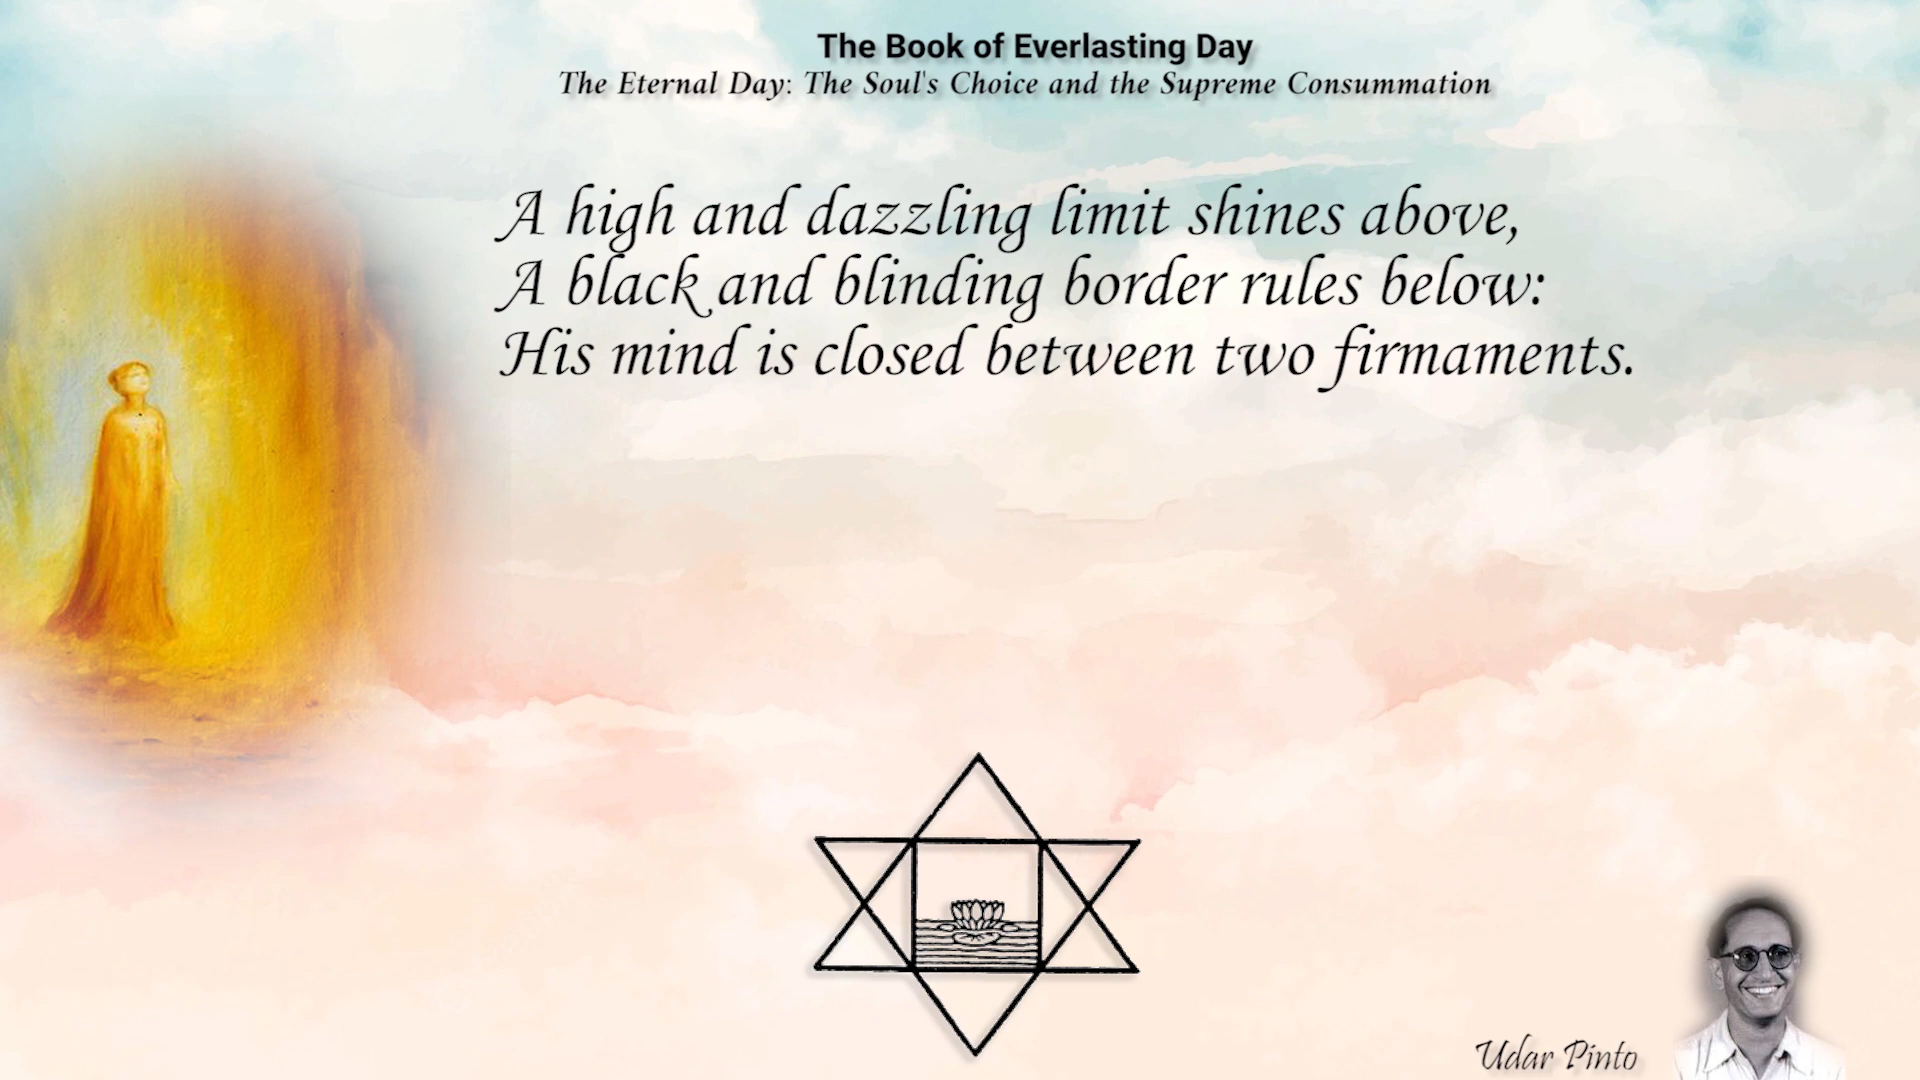 The Book of Everlasting Day
The Eternal Day: The Soul's Choice and the Supreme Consummation
A high and dazzling limit shines above,
A black and blinding border rules below:
His mind is closed between two firmaments.
Udar Pinto